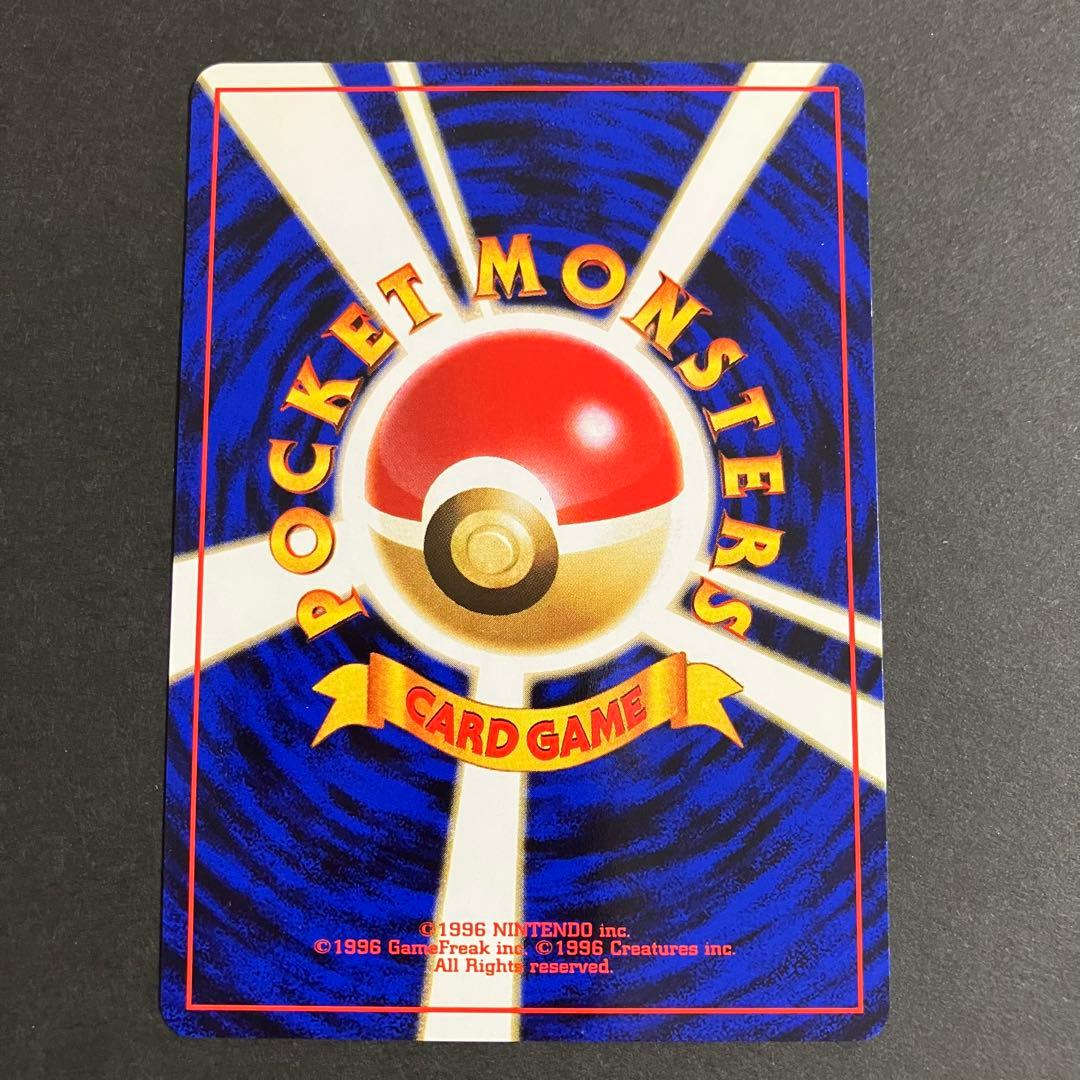 POCKET MONSTERS
CARD GAME
©1996 NINTENDO inc.
©1996 GameFreak inc. ©1996 Creatures inc.
All Rights reserved.